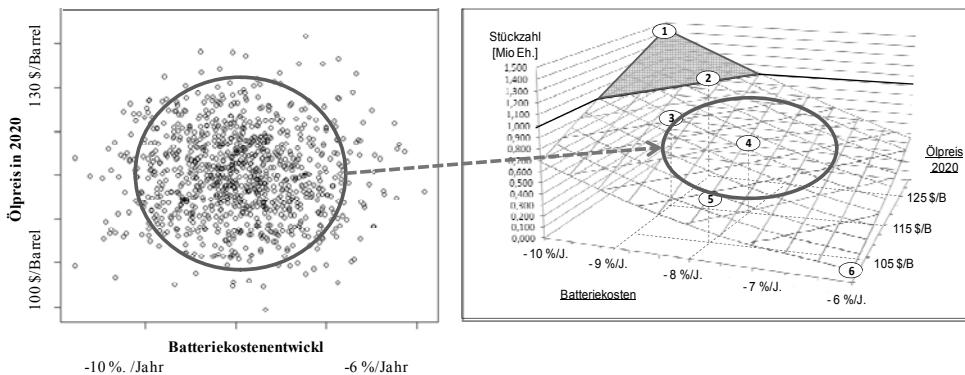 130 $/Barrel
100 $/Barrel
Ölpreis in 2020
Batteriekostenentwickl
-10 %. /Jahr
-6 %/Jahr
Stückzahl
[Mio Eh.]
1,500
1,400
1,300
1,200
1,100
1,000
0,900
0,800
0,700
0,600
0,500
0,400
0,300
0,200
0,100
0,000
1
2
3
4
5
6
Ölpreis
2020
125 $/B
115 $/B
105 $/B
- 10 %/J.
- 9 %/J.
- 8 %/J.
- 7 %/J.
- 6 %/J.
Batteriekosten